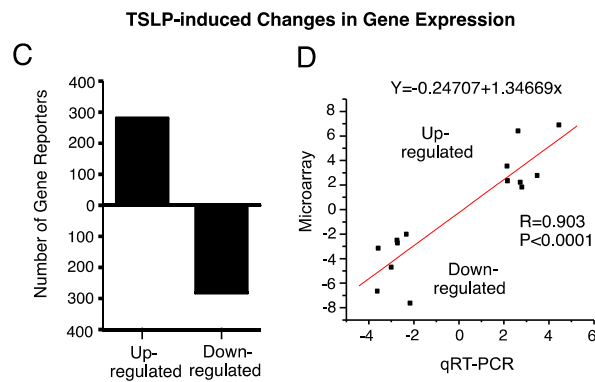 TSLP-induced Changes in Gene Expression
C
Number of Gene Reporters
400
300
200
100
0
100
200
300
400
Up-
regulated
Down-
regulated
D
Y=-0.24707+1.34669x
Microarray
8
6
4
2
0
-2
-4
-6
-8
Up-
regulated
R=0.903
P<0.0001
Down-
regulated
-4
-2
0
2
4
6
qRT-PCR